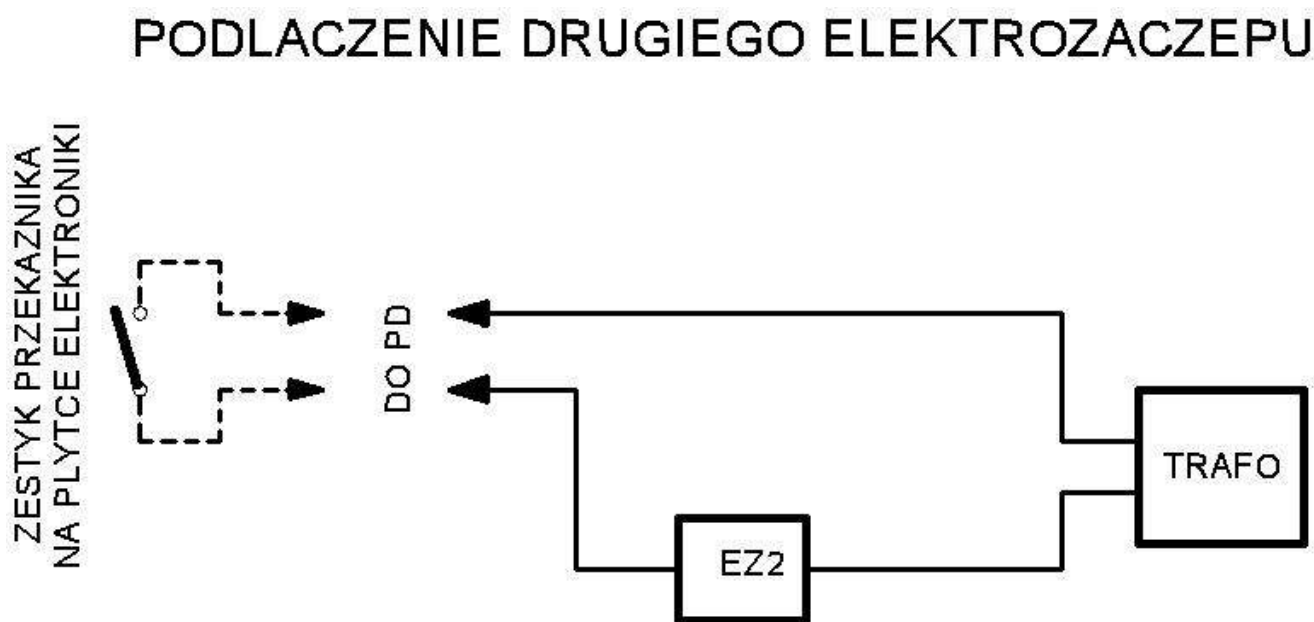 PODLACZENIE DRUGIEGO ELEKTROZACZEPU
ZESTYK PRZEKAZNIKA
NA PLYTCE ELEKTRONIKI
DO PD
TRAFO
EZ2